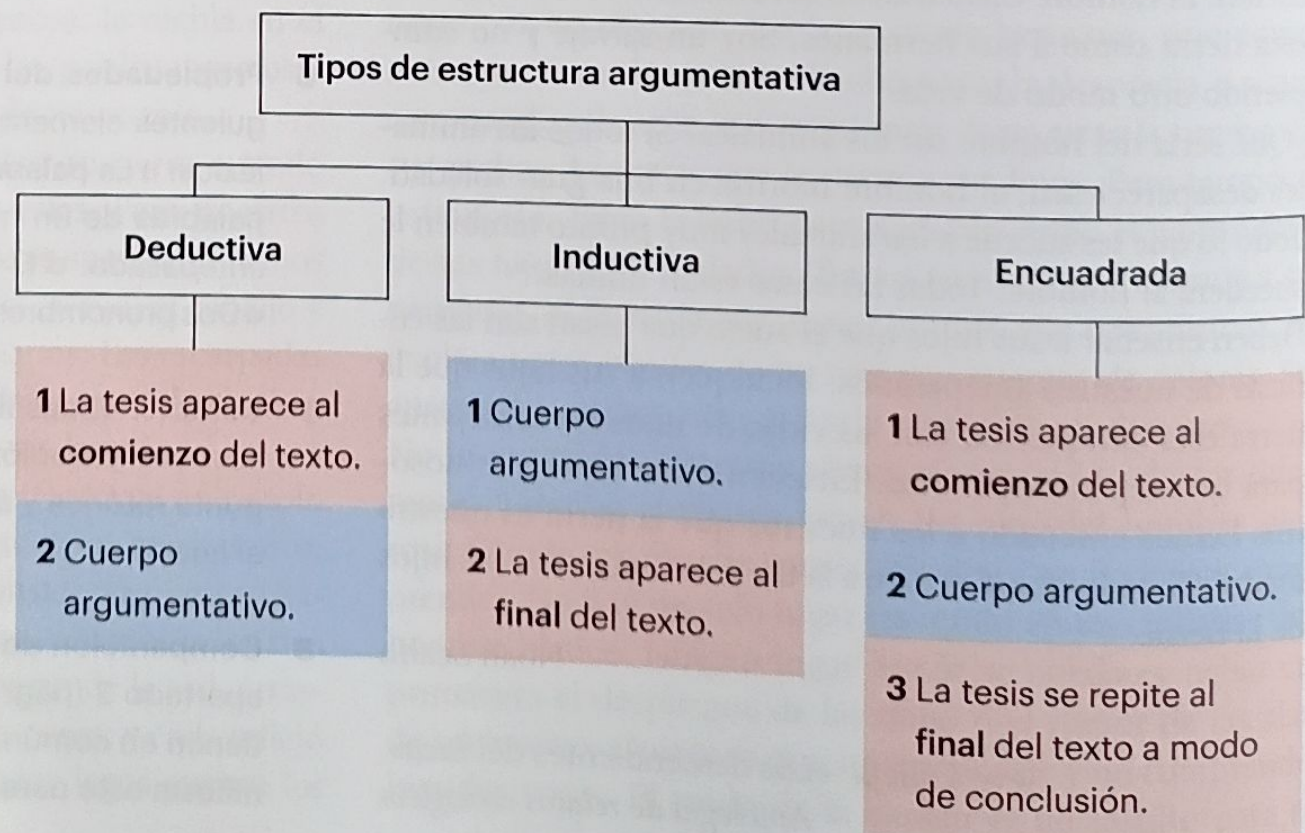 Tipos de estructura argumentativa
Deductiva
1 La tesis aparece al
comienzo del texto.
2 Cuerpo
argumentativo.
Inductiva
1 Cuerpo
argumentativo.
2 La tesis aparece al
final del texto.
Encuadrada
1 La tesis aparece al
comienzo del texto.
2 Cuerpo argumentativo.
3 La tesis se repite al
final del texto a modo
de conclusión.